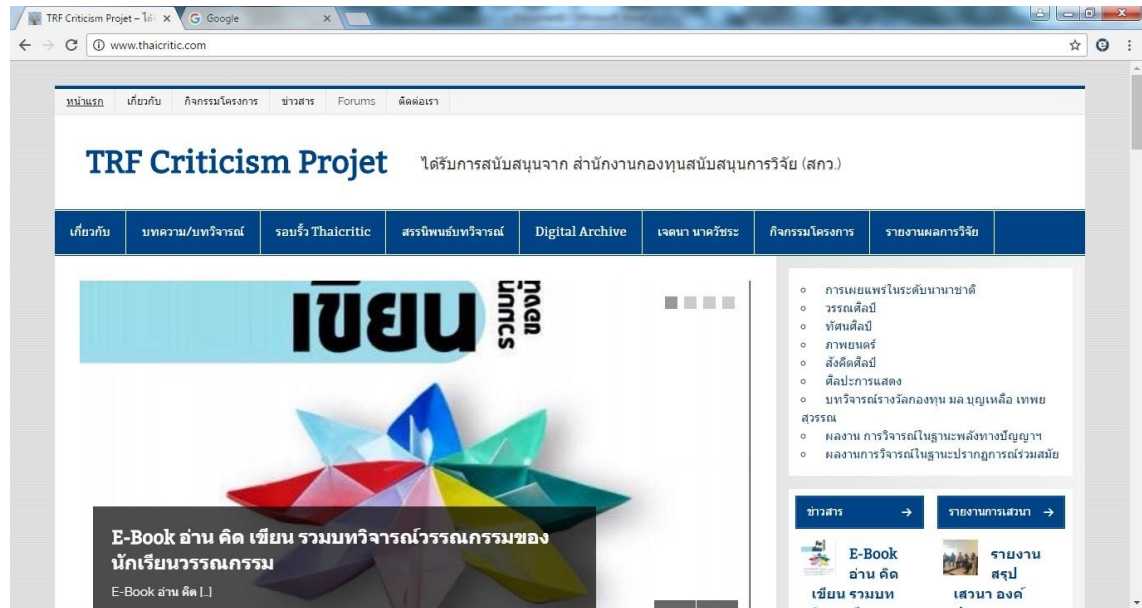 TRF Criticism Projet – ได้
Google
www.thaicritic.com
หน้าแรก เกี่ยวกับ กิจกรรมโครงการ ข่าวสาร Forums ติดต่อเรา
TRF Criticism Projet ได้รับการสนับสนุนจาก สำนักงานกองทุนสนับสนุนการวิจัย (สกว.)
เกี่ยวกับ บทความ/บทวิจารณ์ รอบรั้ว Thaicritic สรรนิพนธ์บทวิจารณ์ Digital Archive เจตนา นาควัชระ กิจกรรมโครงการ รายงานผลการวิจัย
เขียน
การเผยแพร่ในระดับนานาชาติ
วรรณศิลป์
ทัศนศิลป์
ภาพยนตร์
สังคีตศิลป์
ศิลปะการแสดง
บทวิจารณ์รางวัลกองทุน มล.บุญเหลือ เทพย
สุวรรณ
ผลงาน การวิจารณ์ในฐานะพลังทางปัญญาฯ
ผลงานการวิจารณ์ในฐานะปรากฏการณ์ร่วมสมัย
E-Book อ่าน คิด เขียน รวมบทวิจารณ์วรรณกรรมของ
นักเรียนวรรณกรรม
E-Book อ่าน คิด [...]
ข่าวสาร →
E-Book
อ่าน คิด
เขียน รวมบท
รายงานการเสวนา →
รายงาน
สรุป
เสวนา องค์